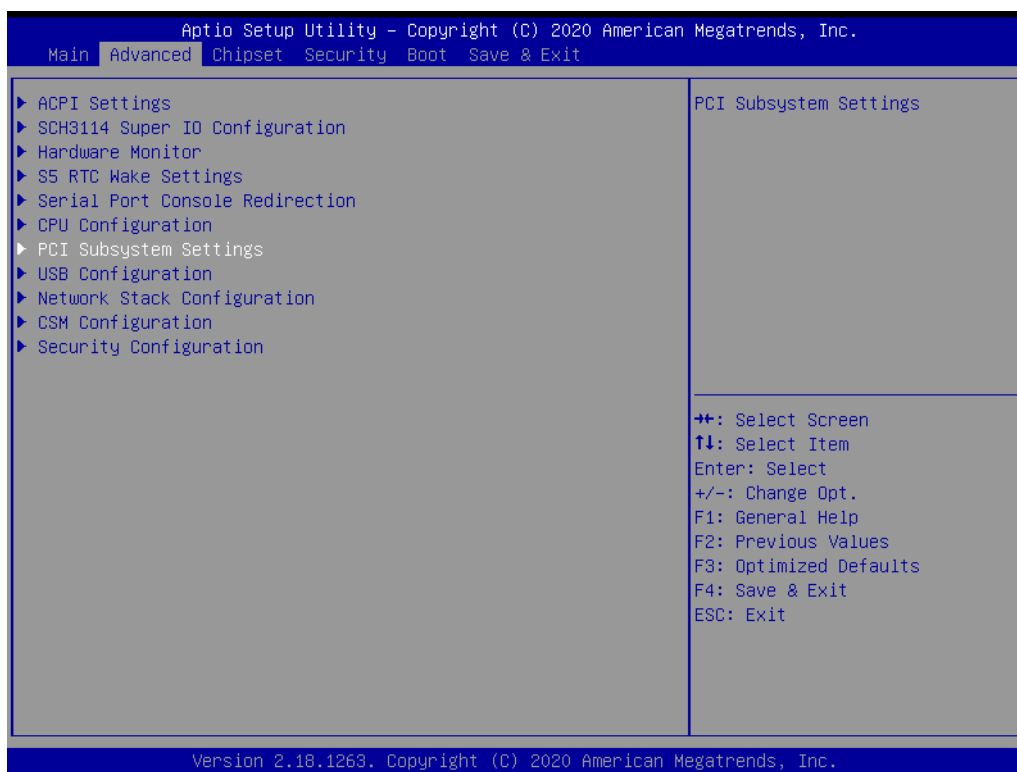 Aptio Setup Utility – Copyright (C) 2020 American Megatrends, Inc.
Main Advanced Chipset Security Boot Save & Exit
ACPI Settings
SCH3114 Super IO Configuration
Hardware Monitor
S5 RTC Wake Settings
Serial Port Console Redirection
CPU Configuration
PCI Subsystem Settings
USB Configuration
Network Stack Configuration
CSM Configuration
Security Configuration
PCI Subsystem Settings
→←: Select Screen
↑↓: Select Item
Enter: Select
+/-: Change Opt.
F1: General Help
F2: Previous Values
F3: Optimized Defaults
F4: Save & Exit
ESC: Exit
Version 2.18.1263. Copyright (C) 2020 American Megatrends, Inc.